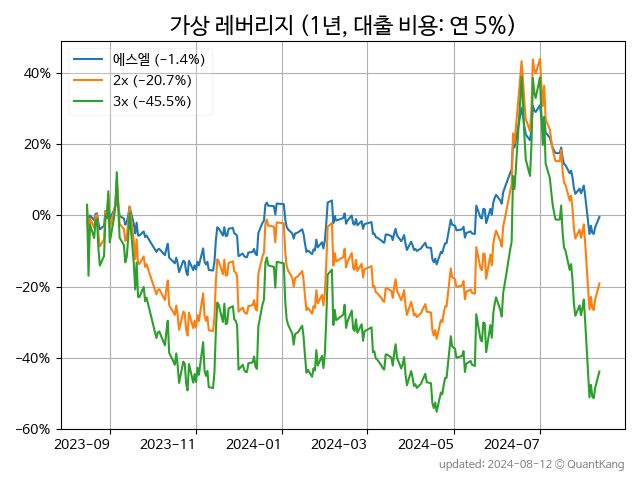 가상 레버리지 (1년, 대출 비용: 연 5%)
에스엘 (−1.4%)
2x (−20.7%)
3x (−45.5%)
40%
20%
0%
−20%
−40%
−60%
2023−09 2023−11 2024−01 2024−03 2024−05 2024−07
updated: 2024-08-12 © QuantKang